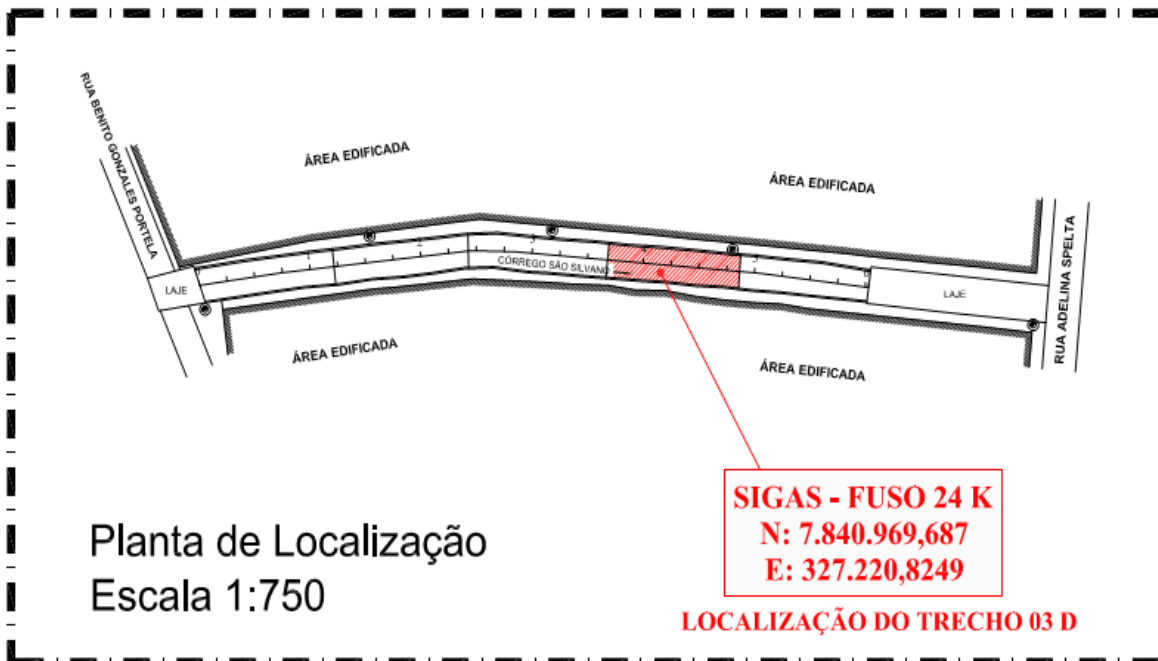 RUA BENITO GONZALES PORTELA
ÁREA EDIFICADA
ÁREA EDIFICADA
RUA ADELINA SPELTA
CÓRREGO SÃO SILVANO
LAJE
LAJE
ÁREA EDIFICADA
ÁREA EDIFICADA
SIGAS - FUSO 24 K
N: 7.840.969,687
E: 327.220,8249
LOCALIZAÇÃO DO TRECHO 03 D
Planta de Localização
Escala 1:750